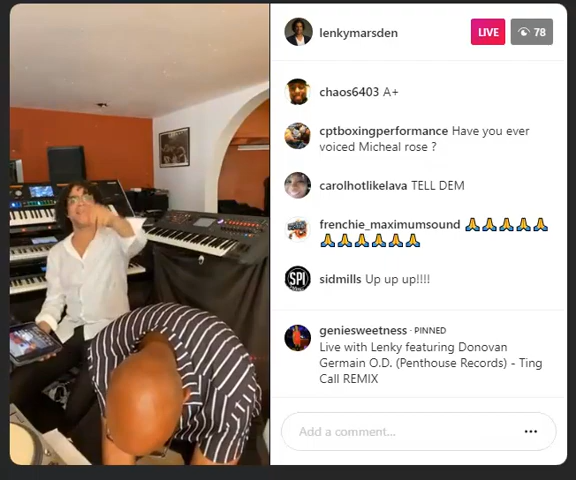 lenkymarsden
LIVE
78
chaos6403 A+
cptboxingperformance Have you ever
voiced Micheal rose ?
carolhotlikelava TELL DEM
frenchie_maximumsound 🙏🙏🙏🙏🙏
🙏🙏🙏🙏🙏🙏
SPI
sidmills Up up up!!!!
geniesweetness · PINNED
Live with Lenky featuring Donovan
Germain O.D. (Penthouse Records) - Ting
Call REMIX
Add a comment...